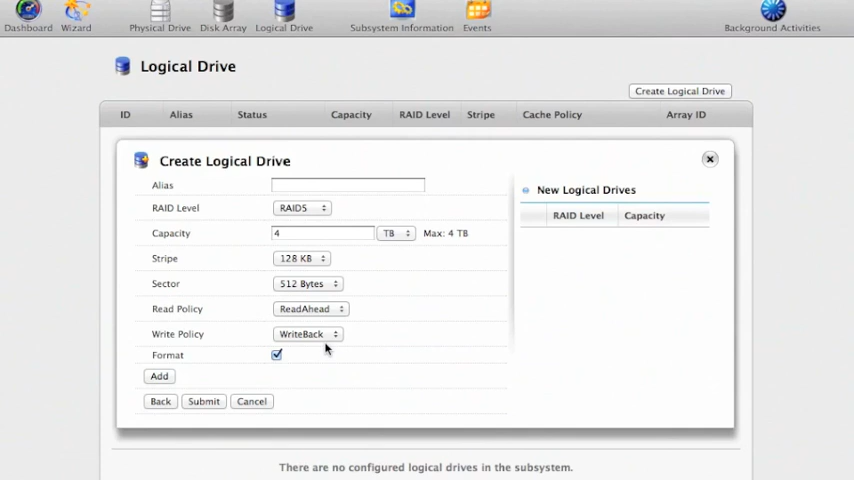 Dashboard Wizard Physical Drive Disk Array Logical Drive Subsystem Information Events Background Activities
Logical Drive
Create Logical Drive
ID Alias Status Capacity RAID Level Stripe Cache Policy Array ID
Create Logical Drive
Alias
RAID Level RAID5
Capacity 4 TB Max: 4 TB
Stripe 128 KB
Sector 512 Bytes
Read Policy ReadAhead
Write Policy WriteBack
Format
Add
Back Submit Cancel
New Logical Drives
RAID Level Capacity
There are no configured logical drives in the subsystem.